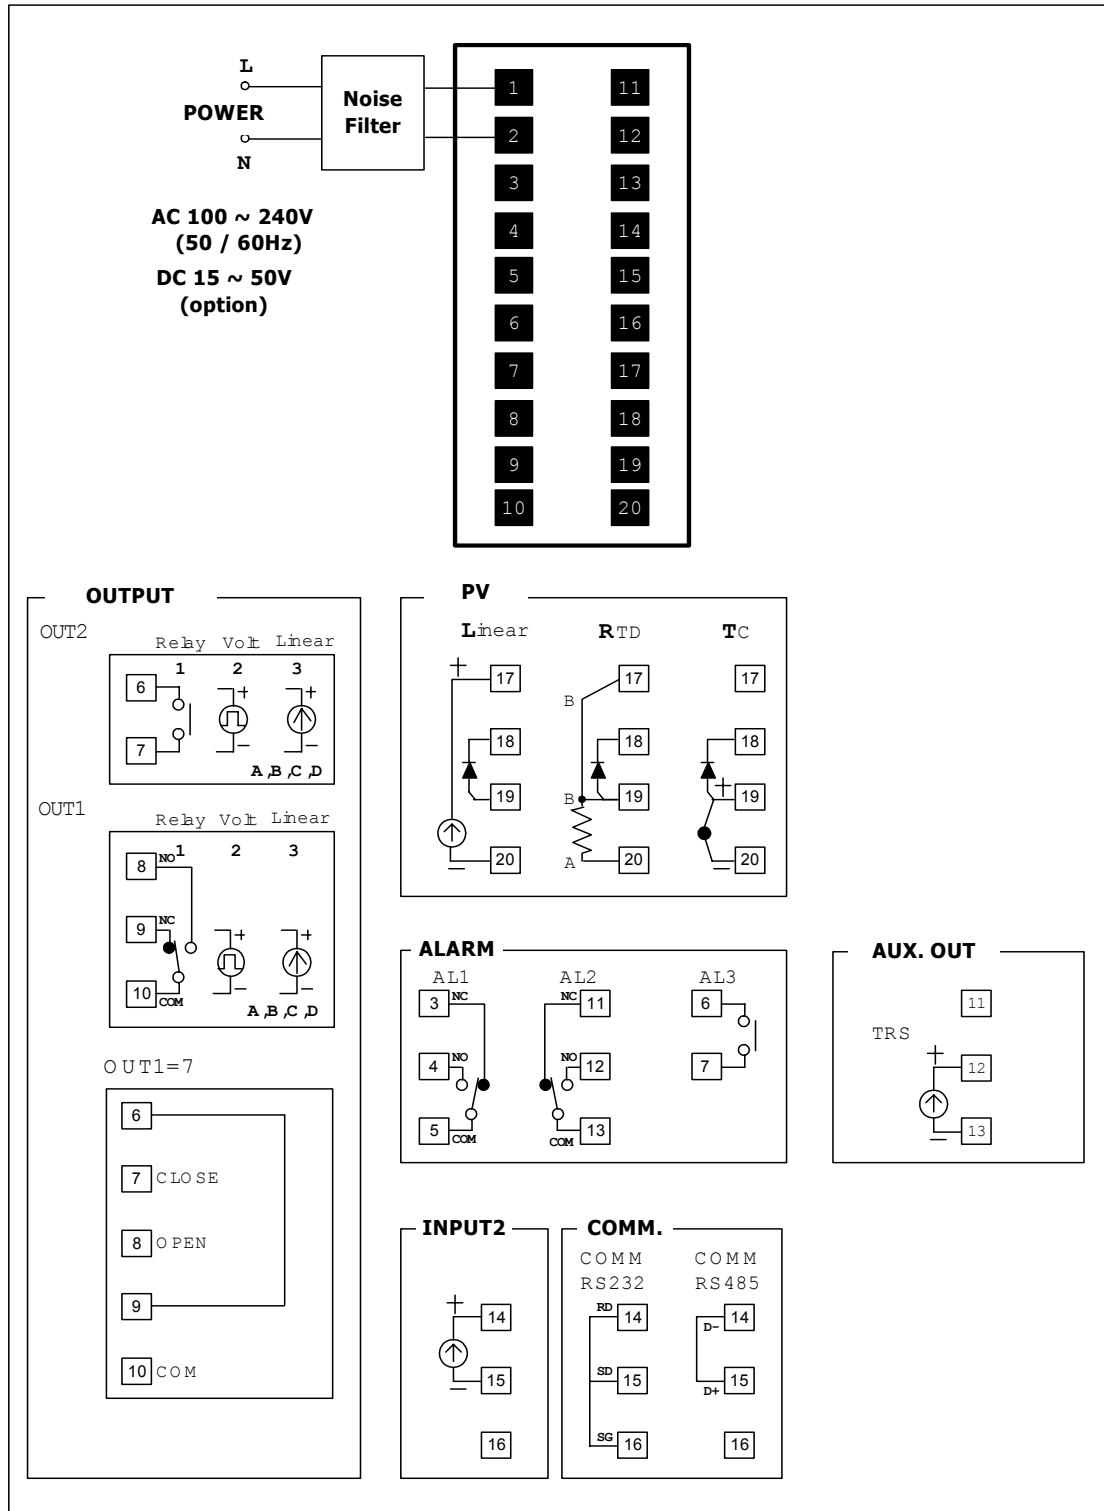 L
POWER
N
Noise
Filter
AC 100 ~ 240V
(50 / 60Hz)
DC 15 ~ 50V
(option)
1 11
2 12
3 13
4 14
5 15
6 16
7 17
8 18
9 19
10 20
OUTPUT
OUT2
Relay Volt Linear
1 2 3
6 + +
7 - -
A,B,C,D
OUT1
Relay Volt Linear
8 NO 1 2 3
9 NC + +
10 COM - -
A,B,C,D
OUT1=7
6
7 CLOSE
8 OPEN
9
10 COM
PV
Linear RTD TC
+ 17 B 17 17
18 18 18
19 B 19 + 19
- 20 A 20 - 20
ALARM
AL1 AL2 AL3
3 NC NC 11 6
4 NO NO 12 7
5 COM COM 13
AUX. OUT
11
TRS + 12
- 13
INPUT2
+ 14
- 15
16
COMM.
COMM COMM
RS232 RS485
RD 14 D- 14
SD 15 D+ 15
SG 16 16